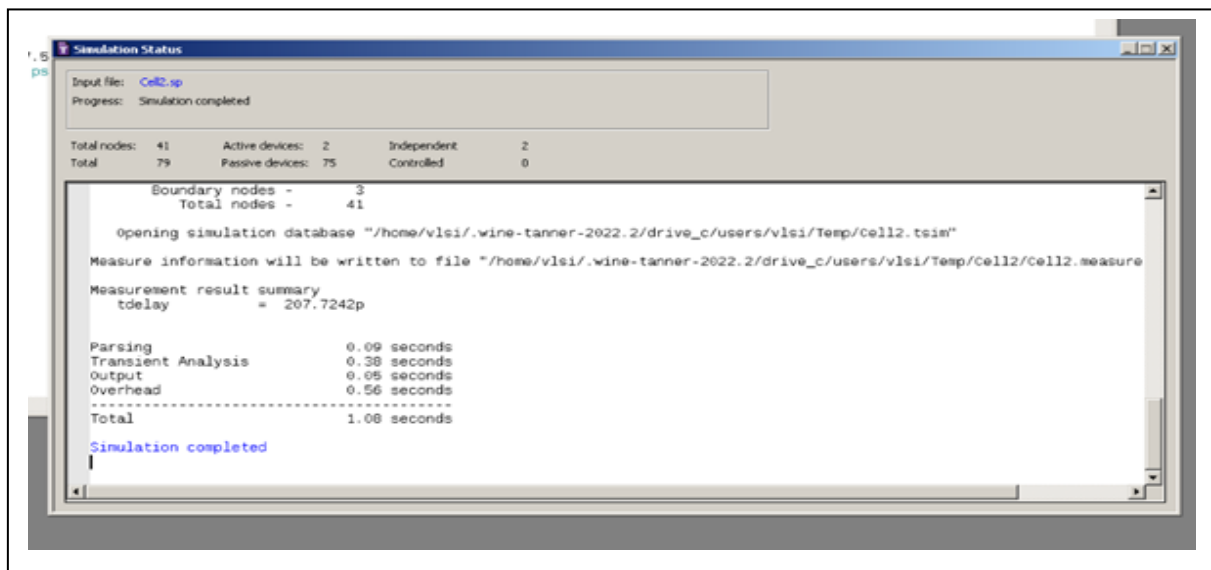 7.5
ps
Simulation Status
Input file: Cell2.sp
Progress: Simulation completed
Total nodes: 41 Active devices: 2 Independent 2
Total 79 Passive devices: 75 Controlled 0
Boundary nodes - 3
Total nodes - 41
Opening simulation database "/home/vlsi/.wine-tanner-2022.2/drive_c/users/vlsi/Temp/Cell2.tsim"
Measure information will be written to file "/home/vlsi/.wine-tanner-2022.2/drive_c/users/vlsi/Temp/Cell2/Cell2.measure
Measurement result summary
tdelay = 207.7242p
Parsing 0.09 seconds
Transient Analysis 0.38 seconds
Output 0.05 seconds
Overhead 0.56 seconds
-----------------------------------------
Total 1.08 seconds
Simulation completed